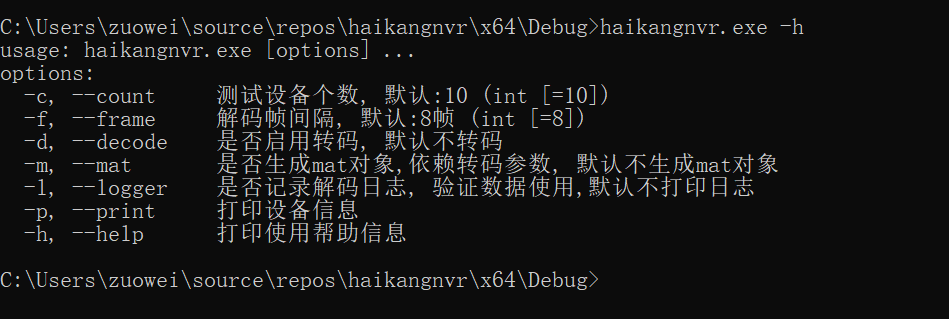 C:\Users\zuowei\source\repos\haikangnvr\x64\Debug>haikangnvr.exe -h
usage: haikangnvr.exe [options] ...
options:
-c, --count 测试设备个数, 默认:10 (int [=10])
-f, --frame 解码帧间隔, 默认:8帧 (int [=8])
-d, --decode 是否启用转码, 默认不转码
-m, --mat 是否生成mat对象,依赖转码参数, 默认不生成mat对象
-l, --logger 是否记录解码日志, 验证数据使用,默认不打印日志
-p, --print 打印设备信息
-h, --help 打印使用帮助信息
C:\Users\zuowei\source\repos\haikangnvr\x64\Debug>